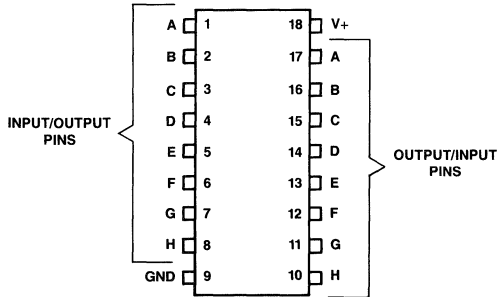 A 1 18 V+
B 2 17 A
C 3 16 B
D 4 15 C
E 5 14 D
F 6 13 E
G 7 12 F
H 8 11 G
GND 9 10 H
INPUT/OUTPUT
PINS
OUTPUT/INPUT
PINS